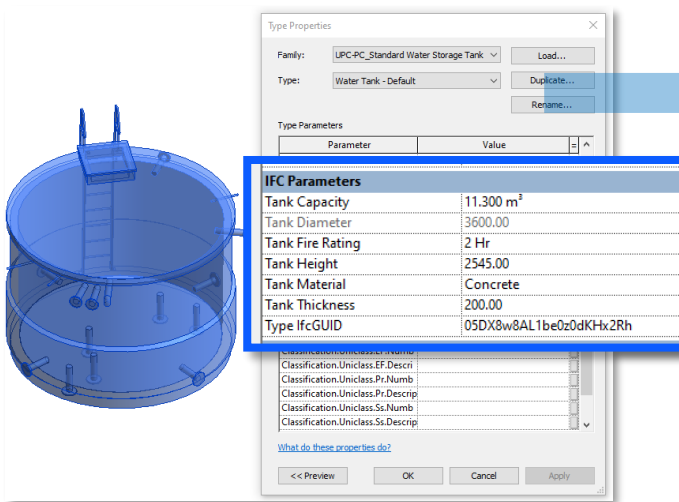 Type Properties
Family: UPC-PC_Standard Water Storage Tank Load...
Type: Water Tank - Default Duplicate...
Rename...
Type Parameters
Parameter Value =
IFC Parameters
Tank Capacity 11.300 m³
Tank Diameter 3600.00
Tank Fire Rating 2 Hr
Tank Height 2545.00
Tank Material Concrete
Tank Thickness 200.00
Type IfcGUID 05DX8w8AL1be0z0dKHx2Rh
Classification.Uniclass.EF.Numb
Classification.Uniclass.EF.Descri
Classification.Uniclass.Pr.Numb
Classification.Uniclass.Pr.Descrip
Classification.Uniclass.Ss.Numb
Classification.Uniclass.Ss.Descrip
What do these properties do?
<< Preview OK Cancel Apply